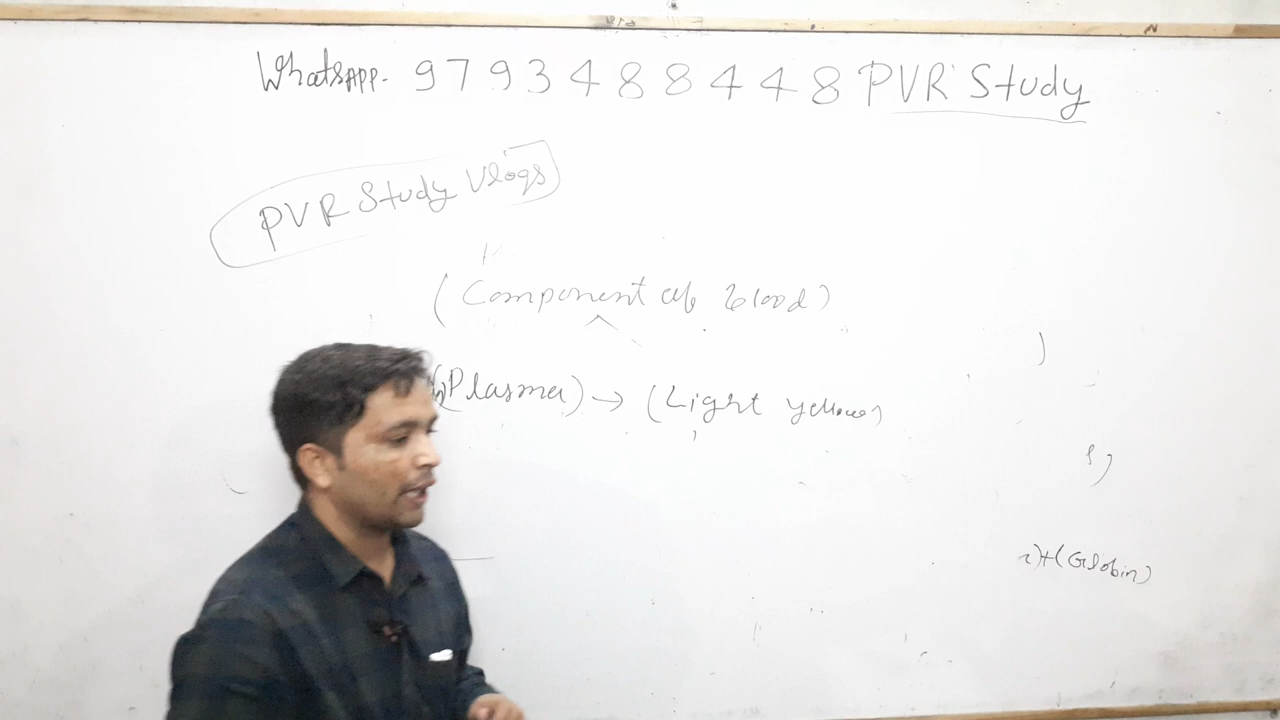 WhatsAPP. 9793488448 PVR Study
PVR Study Vlogs
(Component of blood)
(Plasma) → (Light yellow)
)+(Globin)